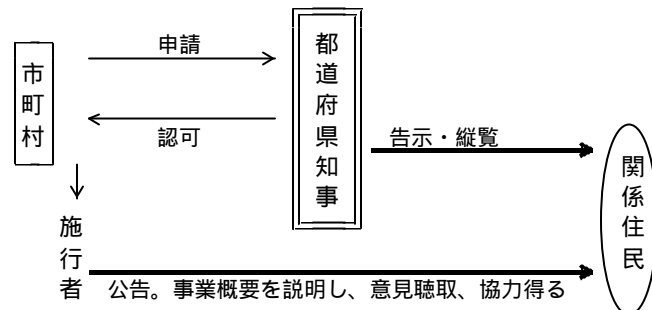 申請
市町村
都道府県知事
認可
告示・縦覧
関係住民
施行者
公告。事業概要を説明し、意見聴取、協力得る